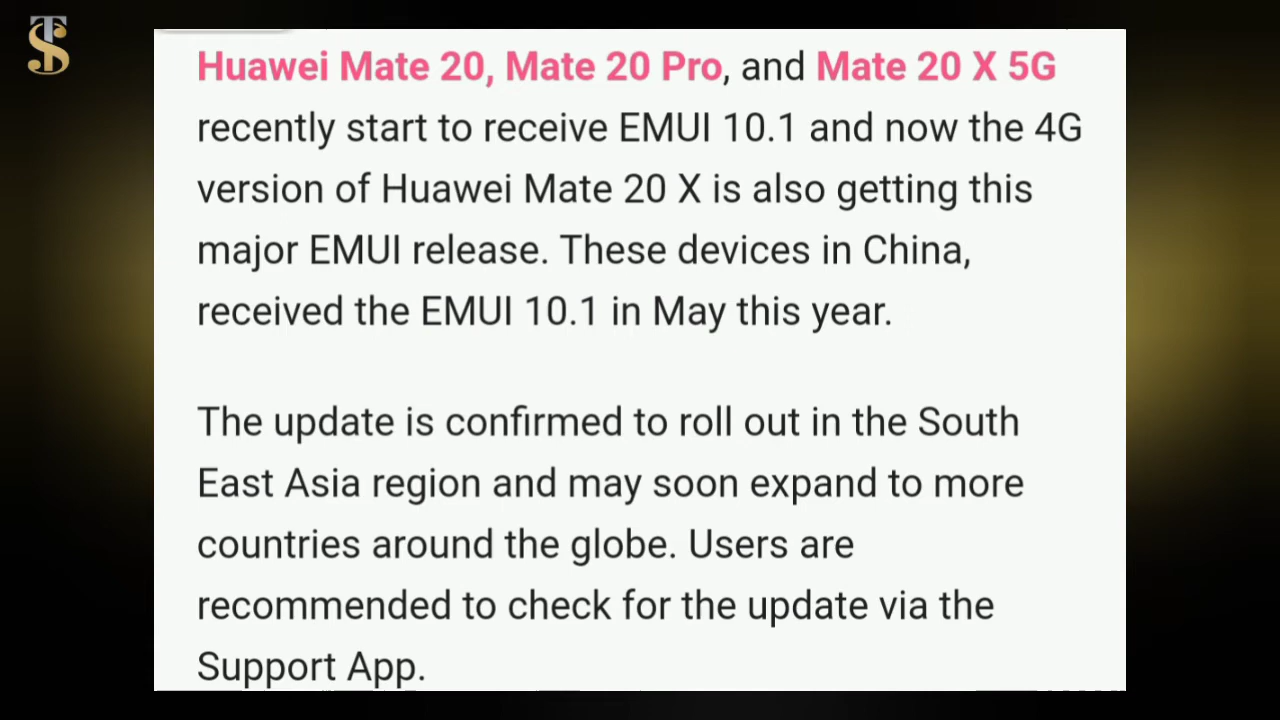 TS
Huawei Mate 20, Mate 20 Pro, and Mate 20 X 5G
recently start to receive EMUI 10.1 and now the 4G
version of Huawei Mate 20 X is also getting this
major EMUI release. These devices in China,
received the EMUI 10.1 in May this year.
The update is confirmed to roll out in the South
East Asia region and may soon expand to more
countries around the globe. Users are
recommended to check for the update via the
Support App.